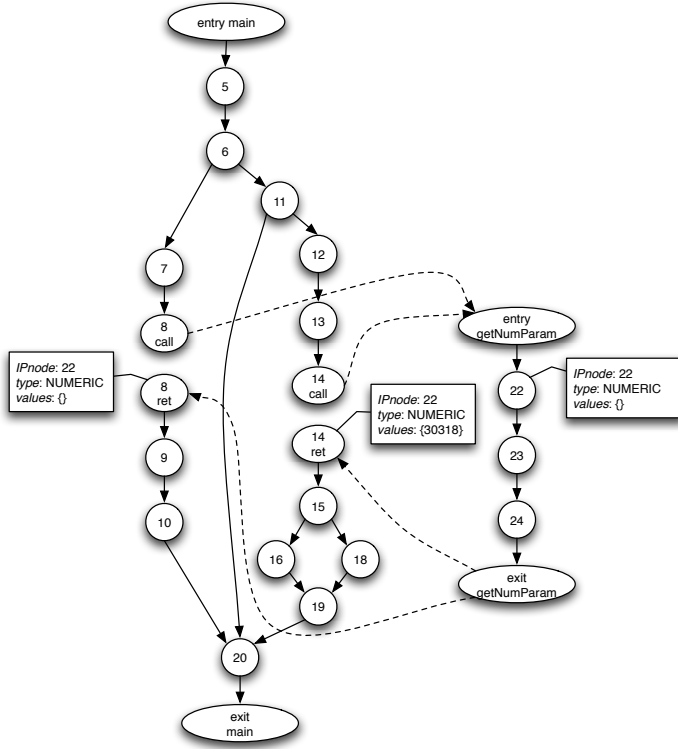 entry main
5
6
11
12
7
13
8
call
entry
getNumParam
14
call
IPnode: 22
type: NUMERIC
values: {}
8
ret
IPnode: 22
type: NUMERIC
values: {30318}
22
IPnode: 22
type: NUMERIC
values: {}
14
ret
9
23
15
10
24
16
18
exit
getNumParam
19
20
exit
main